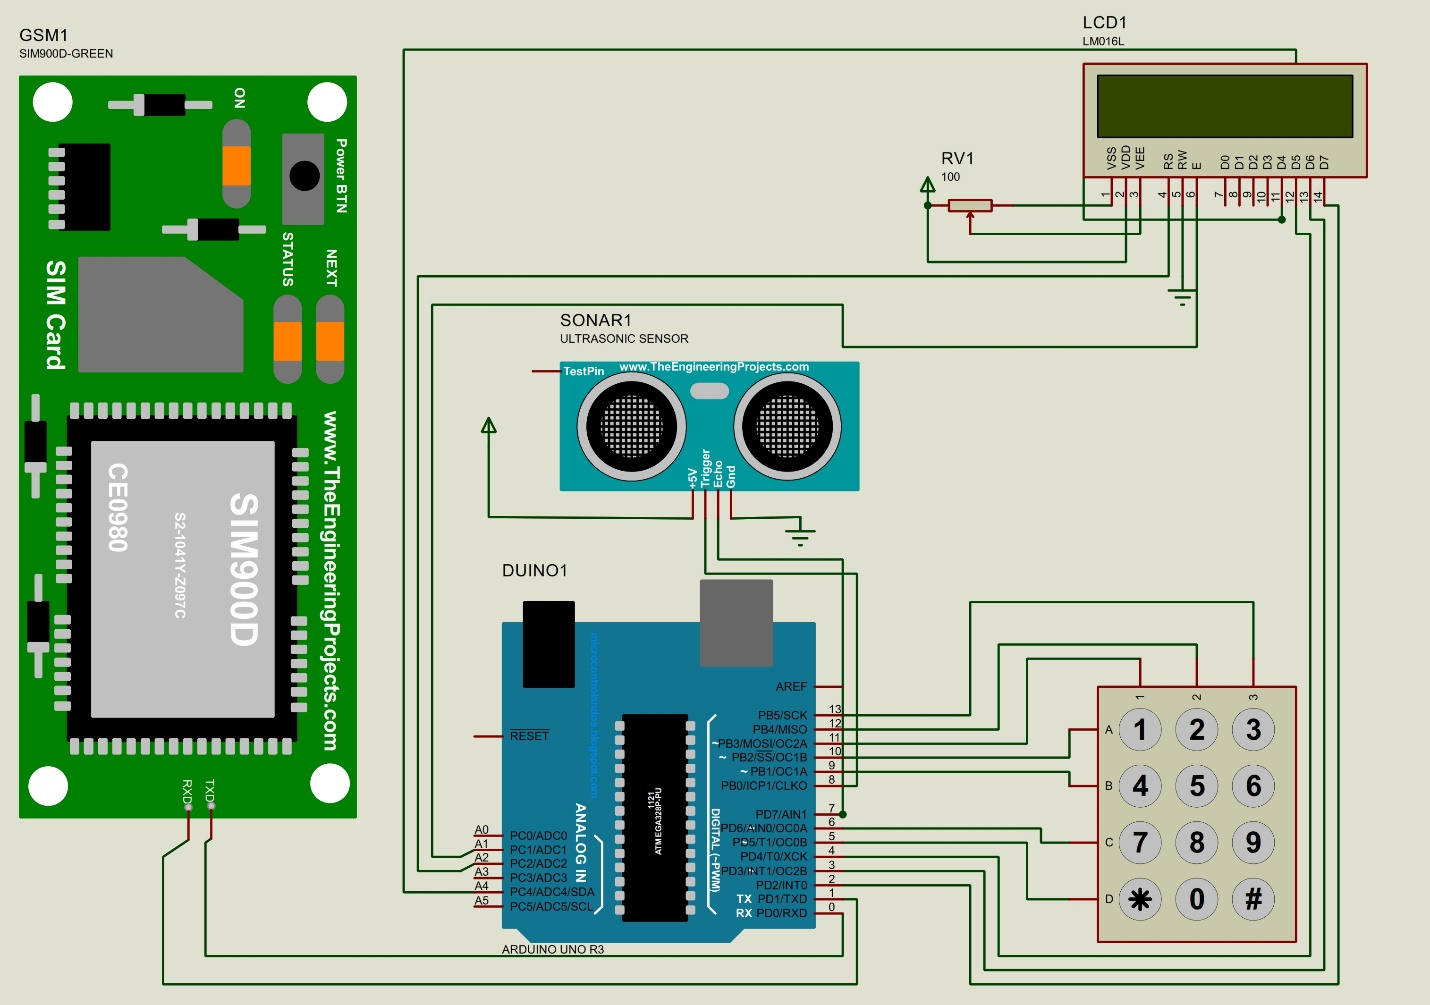 GSM1
SIM900D-GREEN
ON
Power BTN
STATUS
NEXT
SIM Card
www.TheEngineeringProjects.com
CE0980
S2-1041Y-Z097C
SIM900D
RXD
TXD
LCD1
LM016L
VSS
VDD
VEE
RS
RW
E
D0
D1
D2
D3
D4
D5
D6
D7
1
2
3
4
5
6
7
8
9
10
11
12
13
14
RV1
100
SONAR1
ULTRASONIC SENSOR
TestPin
www.TheEngineeringProjects.com
+5V
Trigger
Echo
Gnd
DUINO1
microcontrolandos.blogspot.com
AREF
RESET
13
PB5/SCK
12
PB4/MISO
11
~PB3/MOSI/OC2A
10
~ PB2/SS/OC1B
9
~ PB1/OC1A
8
PB0/ICP1/CLKO
7
PD7/AIN1
6
~PD6/AIN0/OC0A
5
~PD5/T1/OC0B
4
PD4/T0/XCK
3
~PD3/INT1/OC2B
2
PD2/INT0
1
TX PD1/TXD
0
RX PD0/RXD
DIGITAL (~PWM)
1121
ATMEGA328P-PU
ANALOG IN
A0 PC0/ADC0
A1 PC1/ADC1
A2 PC2/ADC2
A3 PC3/ADC3
A4 PC4/ADC4/SDA
A5 PC5/ADC5/SCL
ARDUINO UNO R3
1 2 3
A 1 2 3
B 4 5 6
C 7 8 9
D * 0 #